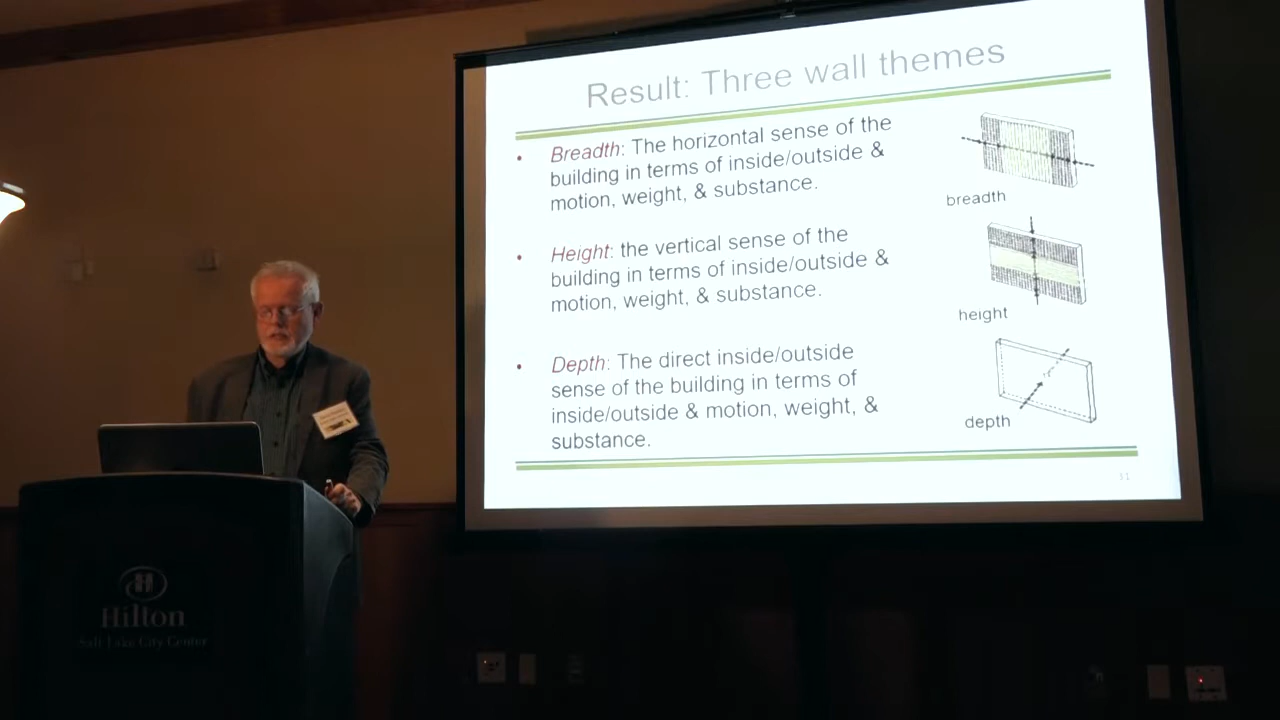 Result: Three wall themes
• Breadth: The horizontal sense of the
building in terms of inside/outside &
motion, weight, & substance.
breadth
• Height: the vertical sense of the
building in terms of inside/outside &
motion, weight, & substance.
height
• Depth: The direct inside/outside
sense of the building in terms of
inside/outside & motion, weight, &
substance.
depth
31
Hilton
Salt Lake City Center